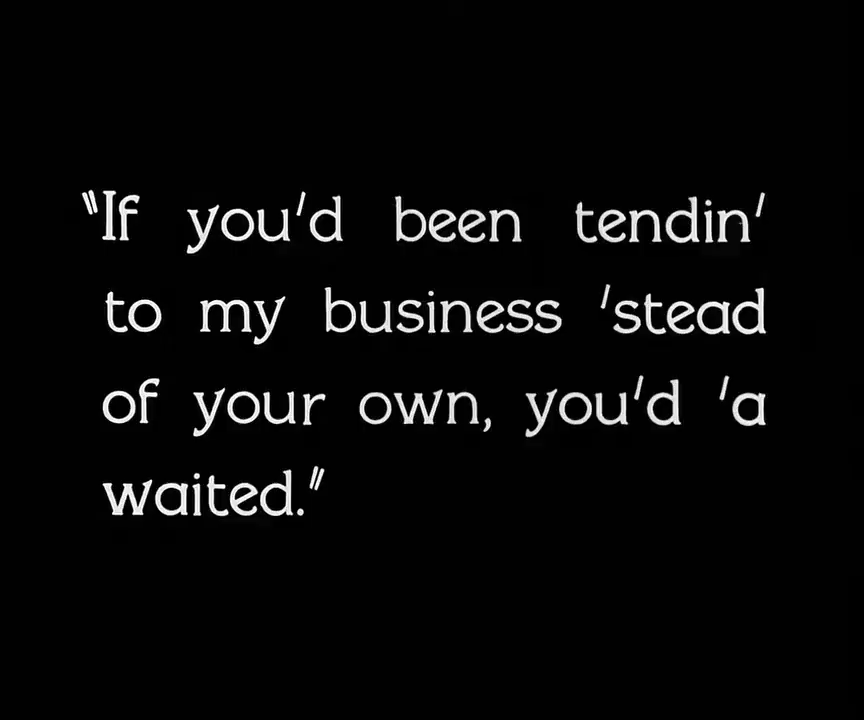 "If you'd been tendin'
to my business 'stead
of your own, you'd 'a
waited."